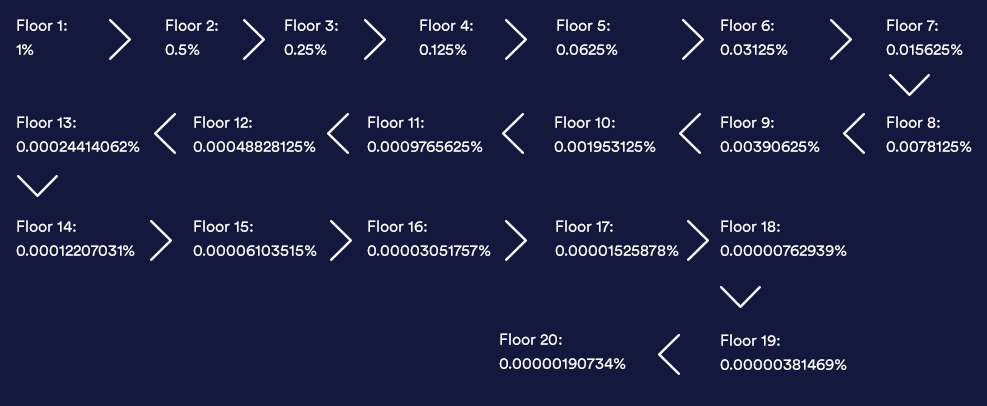 Floor 1:
1%
Floor 2:
0.5%
Floor 3:
0.25%
Floor 4:
0.125%
Floor 5:
0.0625%
Floor 6:
0.03125%
Floor 7:
0.015625%
Floor 8:
0.0078125%
Floor 9:
0.00390625%
Floor 10:
0.001953125%
Floor 11:
0.0009765625%
Floor 12:
0.00048828125%
Floor 13:
0.00024414062%
Floor 14:
0.00012207031%
Floor 15:
0.00006103515%
Floor 16:
0.00003051757%
Floor 17:
0.00001525878%
Floor 18:
0.00000762939%
Floor 19:
0.00000381469%
Floor 20:
0.000000190734%